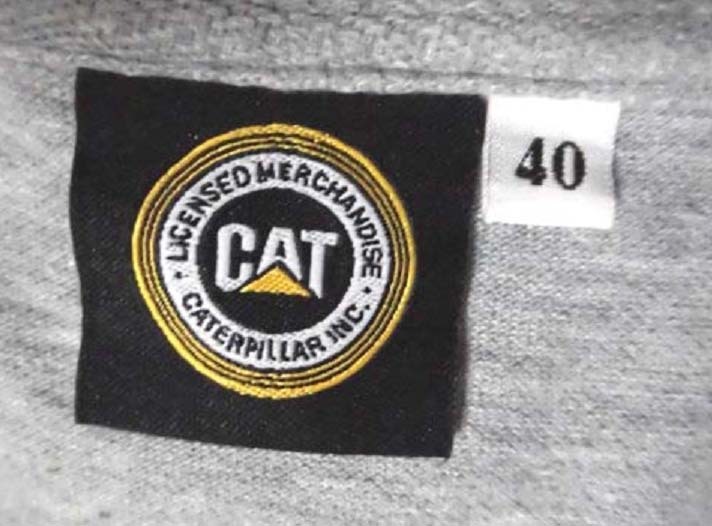 LICENSED MERCHANDISE
CAT
• CATERPILLAR INC. •
40